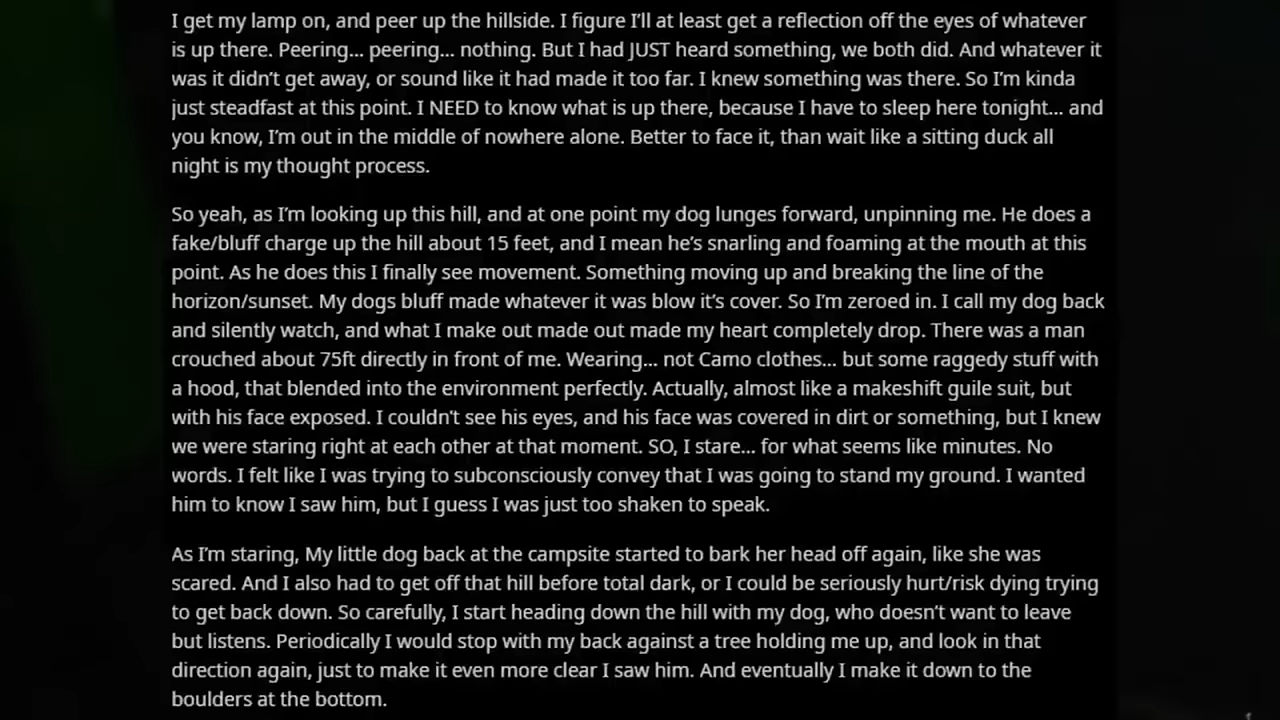 I get my lamp on, and peer up the hillside. I figure I’ll at least get a reflection off the eyes of whatever
is up there. Peering... peering... nothing. But I had JUST heard something, we both did. And whatever it
was it didn’t get away, or sound like it had made it too far. I knew something was there. So I’m kinda
just steadfast at this point. I NEED to know what is up there, because I have to sleep here tonight... and
you know, I’m out in the middle of nowhere alone. Better to face it, than wait like a sitting duck all
night is my thought process.
So yeah, as I’m looking up this hill, and at one point my dog lunges forward, unpinning me. He does a
fake/bluff charge up the hill about 15 feet, and I mean he’s snarling and foaming at the mouth at this
point. As he does this I finally see movement. Something moving up and breaking the line of the
horizon/sunset. My dogs bluff made whatever it was blow it’s cover. So I’m zeroed in. I call my dog back
and silently watch, and what I make out made out made my heart completely drop. There was a man
crouched about 75ft directly in front of me. Wearing... not Camo clothes... but some raggedy stuff with
a hood, that blended into the environment perfectly. Actually, almost like a makeshift guile suit, but
with his face exposed. I couldn't see his eyes, and his face was covered in dirt or something, but I knew
we were staring right at each other at that moment. SO, I stare... for what seems like minutes. No
words. I felt like I was trying to subconsciously convey that I was going to stand my ground. I wanted
him to know I saw him, but I guess I was just too shaken to speak.
As I’m staring, My little dog back at the campsite started to bark her head off again, like she was
scared. And I also had to get off that hill before total dark, or I could be seriously hurt/risk dying trying
to get back down. So carefully, I start heading down the hill with my dog, who doesn’t want to leave
but listens. Periodically I would stop with my back against a tree holding me up, and look in that
direction again, just to make it even more clear I saw him. And eventually I make it down to the
boulders at the bottom.